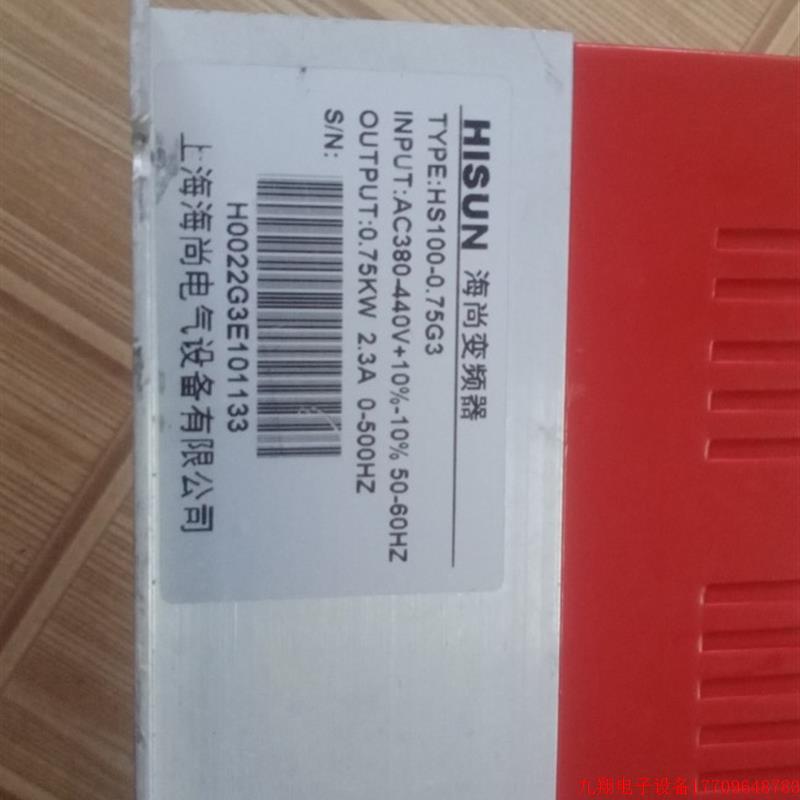 HISUN 海尚变频器
TYPE:HS100-0.75G3
INPUT:AC380-440V+10%-10% 50-60HZ
OUTPUT:0.75KW 2.3A 0-500HZ
S/N:
H0022G3E101133
上海海尚电气设备有限公司
九翔电子设备17709648788